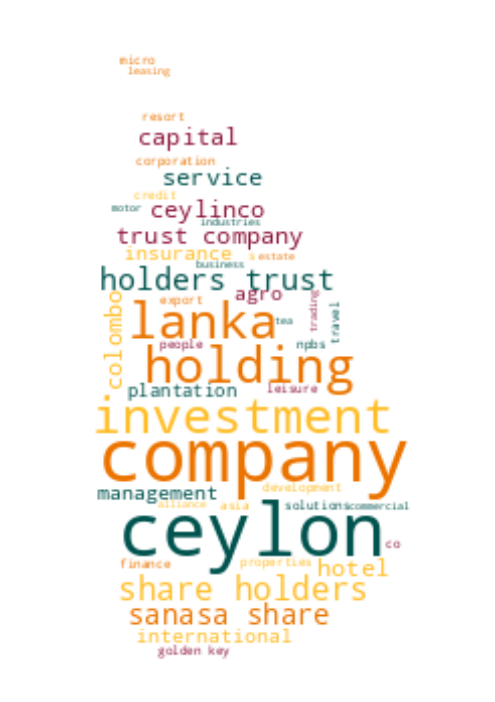 micro
leasing
resort
capital
corporation
service
credit
motor ceylinco
industries
trust company
insurance s estate
business
holders trust
agro
colombo export trading travel
lanka tea
people npbs
holding
plantation leisure
investment
company
management development
alliance asia solutions commercial
ceylon
co
finance properties hotel
share holders
sanasa share
international
golden key